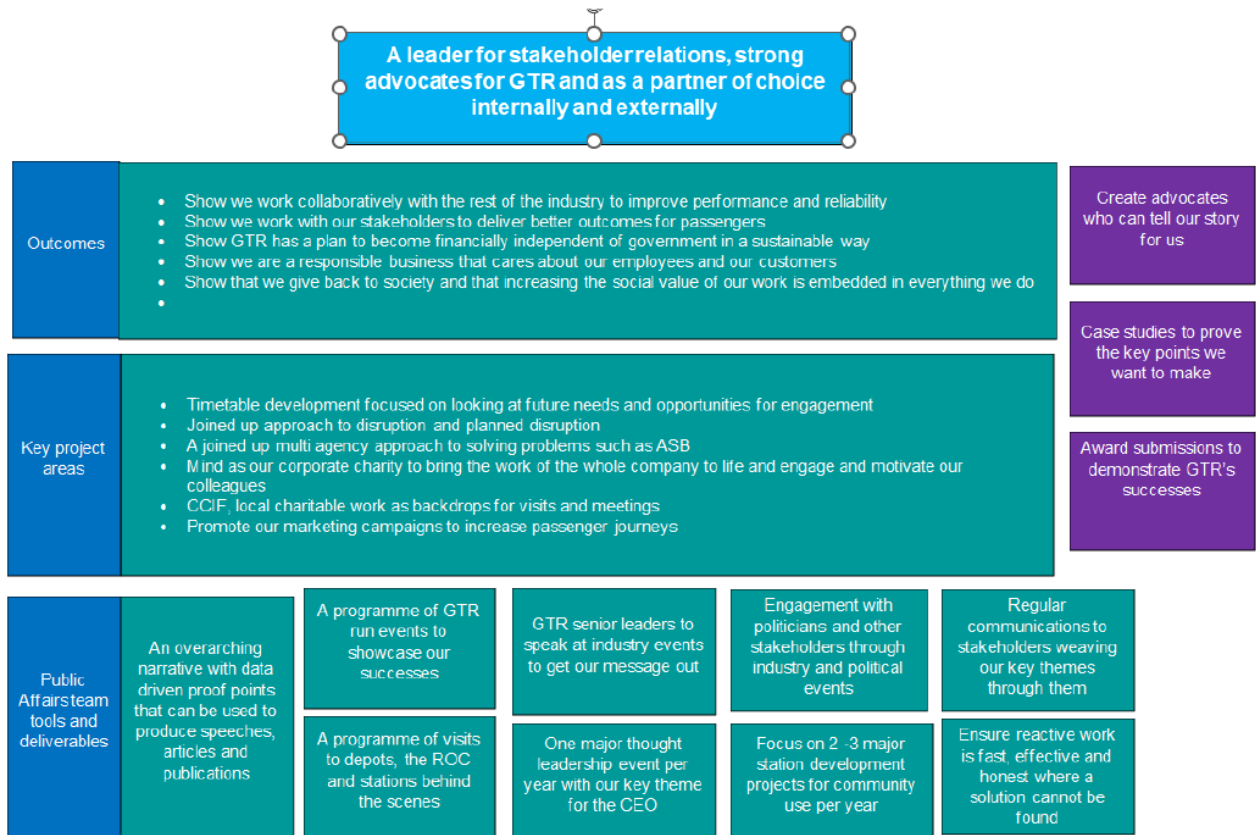 A leader for stakeholder relations, strong
advocates for GTR and as a partner of choice
internally and externally
Outcomes
• Show we work collaboratively with the rest of the industry to improve performance and reliability
• Show we work with our stakeholders to deliver better outcomes for passengers
• Show GTR has a plan to become financially independent of government in a sustainable way
• Show we are a responsible business that cares about our employees and our customers
• Show that we give back to society and that increasing the social value of our work is embedded in everything we do
•
Create advocates
who can tell our story
for us
Case studies to prove
the key points we
want to make
Award submissions to
demonstrate GTR's
successes
Key project
areas
• Timetable development focused on looking at future needs and opportunities for engagement
• Joined up approach to disruption and planned disruption
• A joined up multi agency approach to solving problems such as ASB
• Mind as our corporate charity to bring the work of the whole company to life and engage and motivate our
colleagues
• CCIF, local charitable work as backdrops for visits and meetings
• Promote our marketing campaigns to increase passenger journeys
Public
Affairs team
tools and
deliverables
An overarching
narrative with data
driven proof points
that can be used to
produce speeches,
articles and
publications
A programme of GTR
run events to
showcase our
successes
GTR senior leaders to
speak at industry events
to get our message out
Engagement with
politicians and other
stakeholders through
industry and political
events
Regular
communications to
stakeholders weaving
our key themes
through them
A programme of visits
to depots, the ROC
and stations behind
the scenes
One major thought
leadership event per
year with our key theme
for the CEO
Focus on 2 -3 major
station development
projects for community
use per year
Ensure reactive work
is fast, effective and
honest where a
solution cannot be
found